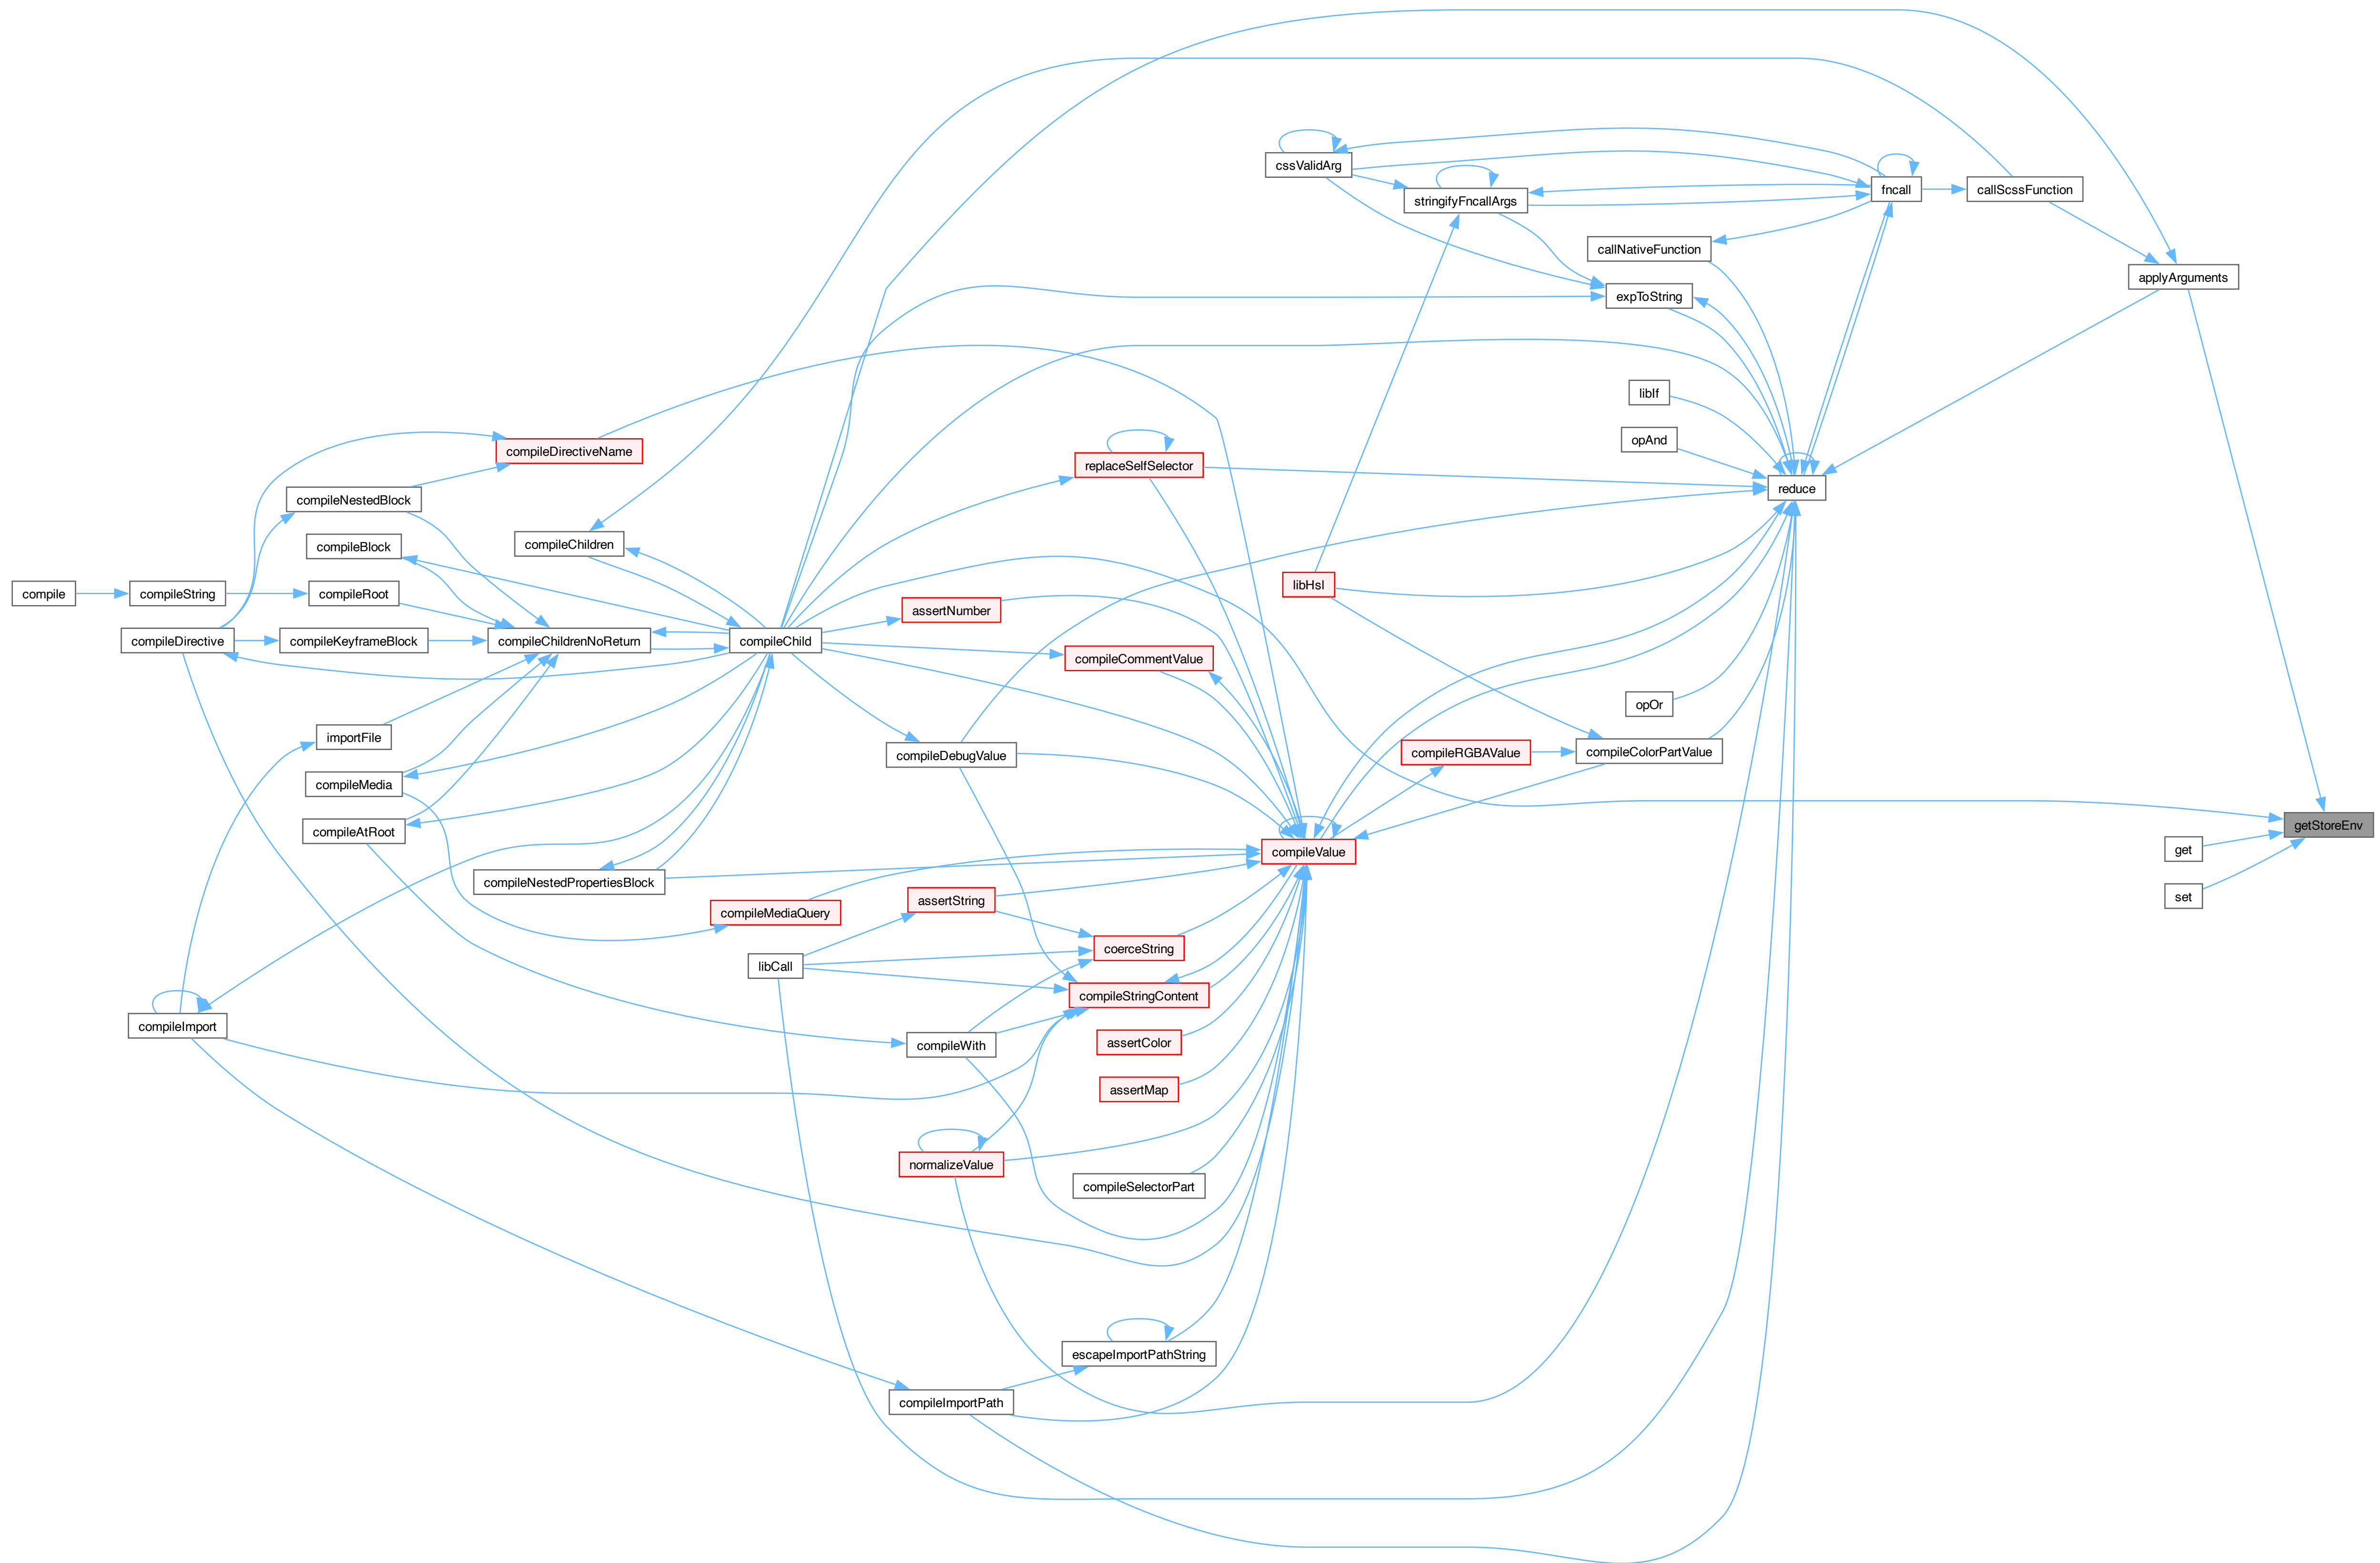 cssValidArg
fncall
callScssFunction
stringifyFncallArgs
callNativeFunction
applyArguments
expToString
libIf
opAnd
compileDirectiveName
replaceSelfSelector
reduce
compileNestedBlock
compileChildren
compileBlock
libHsl
compile
compileString
compileRoot
assertNumber
compileDirective
compileKeyframeBlock
compileChildrenNoReturn
compileChild
compileCommentValue
opOr
importFile
compileDebugValue
compileRGBAValue
compileColorPartValue
compileMedia
compileAtRoot
getStoreEnv
compileValue
get
compileNestedPropertiesBlock
set
assertString
compileMediaQuery
coerceString
libCall
compileStringContent
compileImport
compileWith
assertColor
assertMap
normalizeValue
compileSelectorPart
escapeImportPathString
compileImportPath